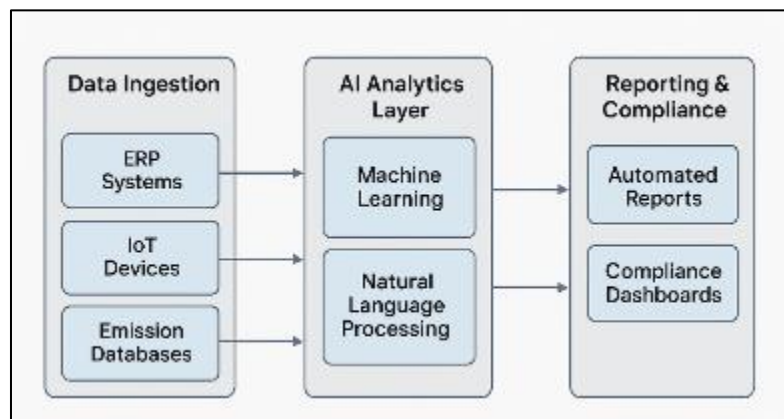 Data Ingestion
ERP
Systems
IoT
Devices
Emission
Databases
AI Analytics
Layer
Machine
Learning
Natural
Language
Processing
Reporting &
Compliance
Automated
Reports
Compliance
Dashboards